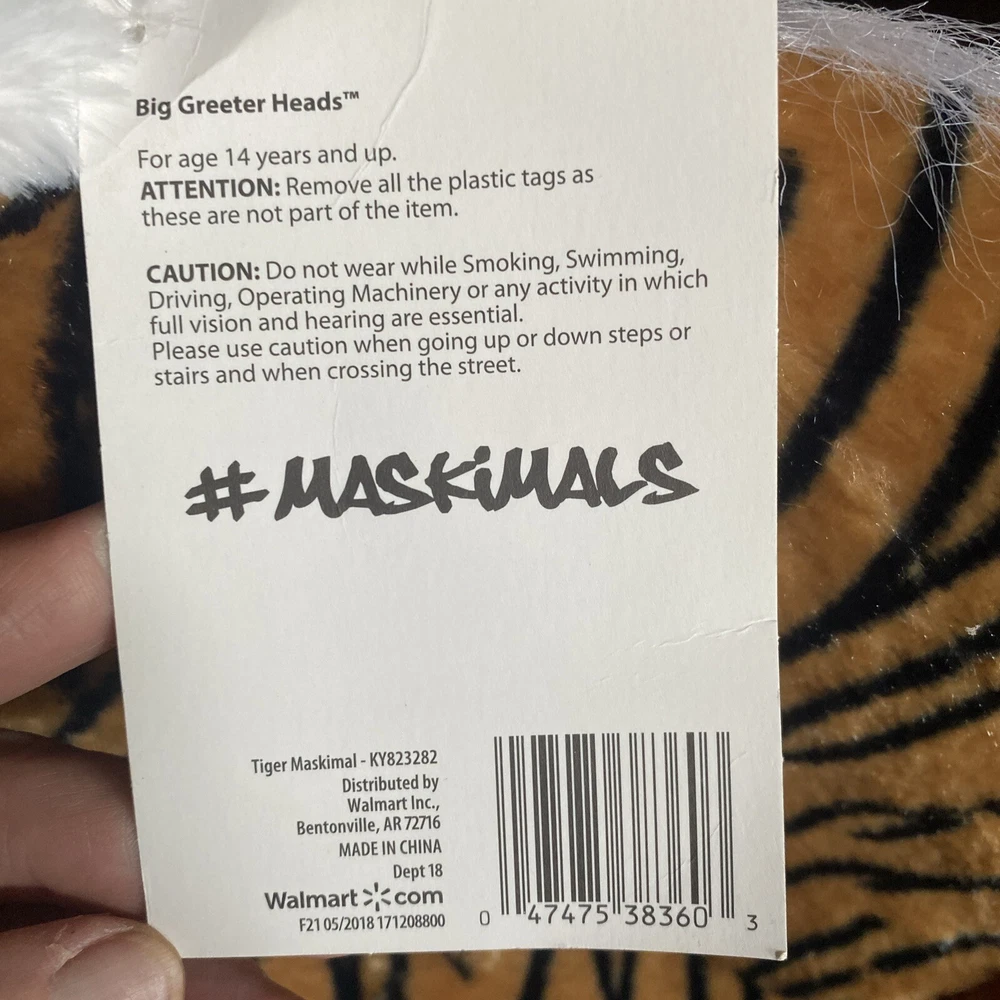 Big Greeter Heads™
For age 14 years and up.
ATTENTION: Remove all the plastic tags as
these are not part of the item.
CAUTION: Do not wear while Smoking, Swimming,
Driving, Operating Machinery or any activity in which
full vision and hearing are essential.
Please use caution when going up or down steps or
stairs and when crossing the street.
#MASKiMALS
Tiger Maskimal - KY823282
Distributed by
Walmart Inc.,
Bentonville, AR 72716
MADE IN CHINA
Dept 18
Walmart com
F21 05/2018 171208800
0 47475 38360 3